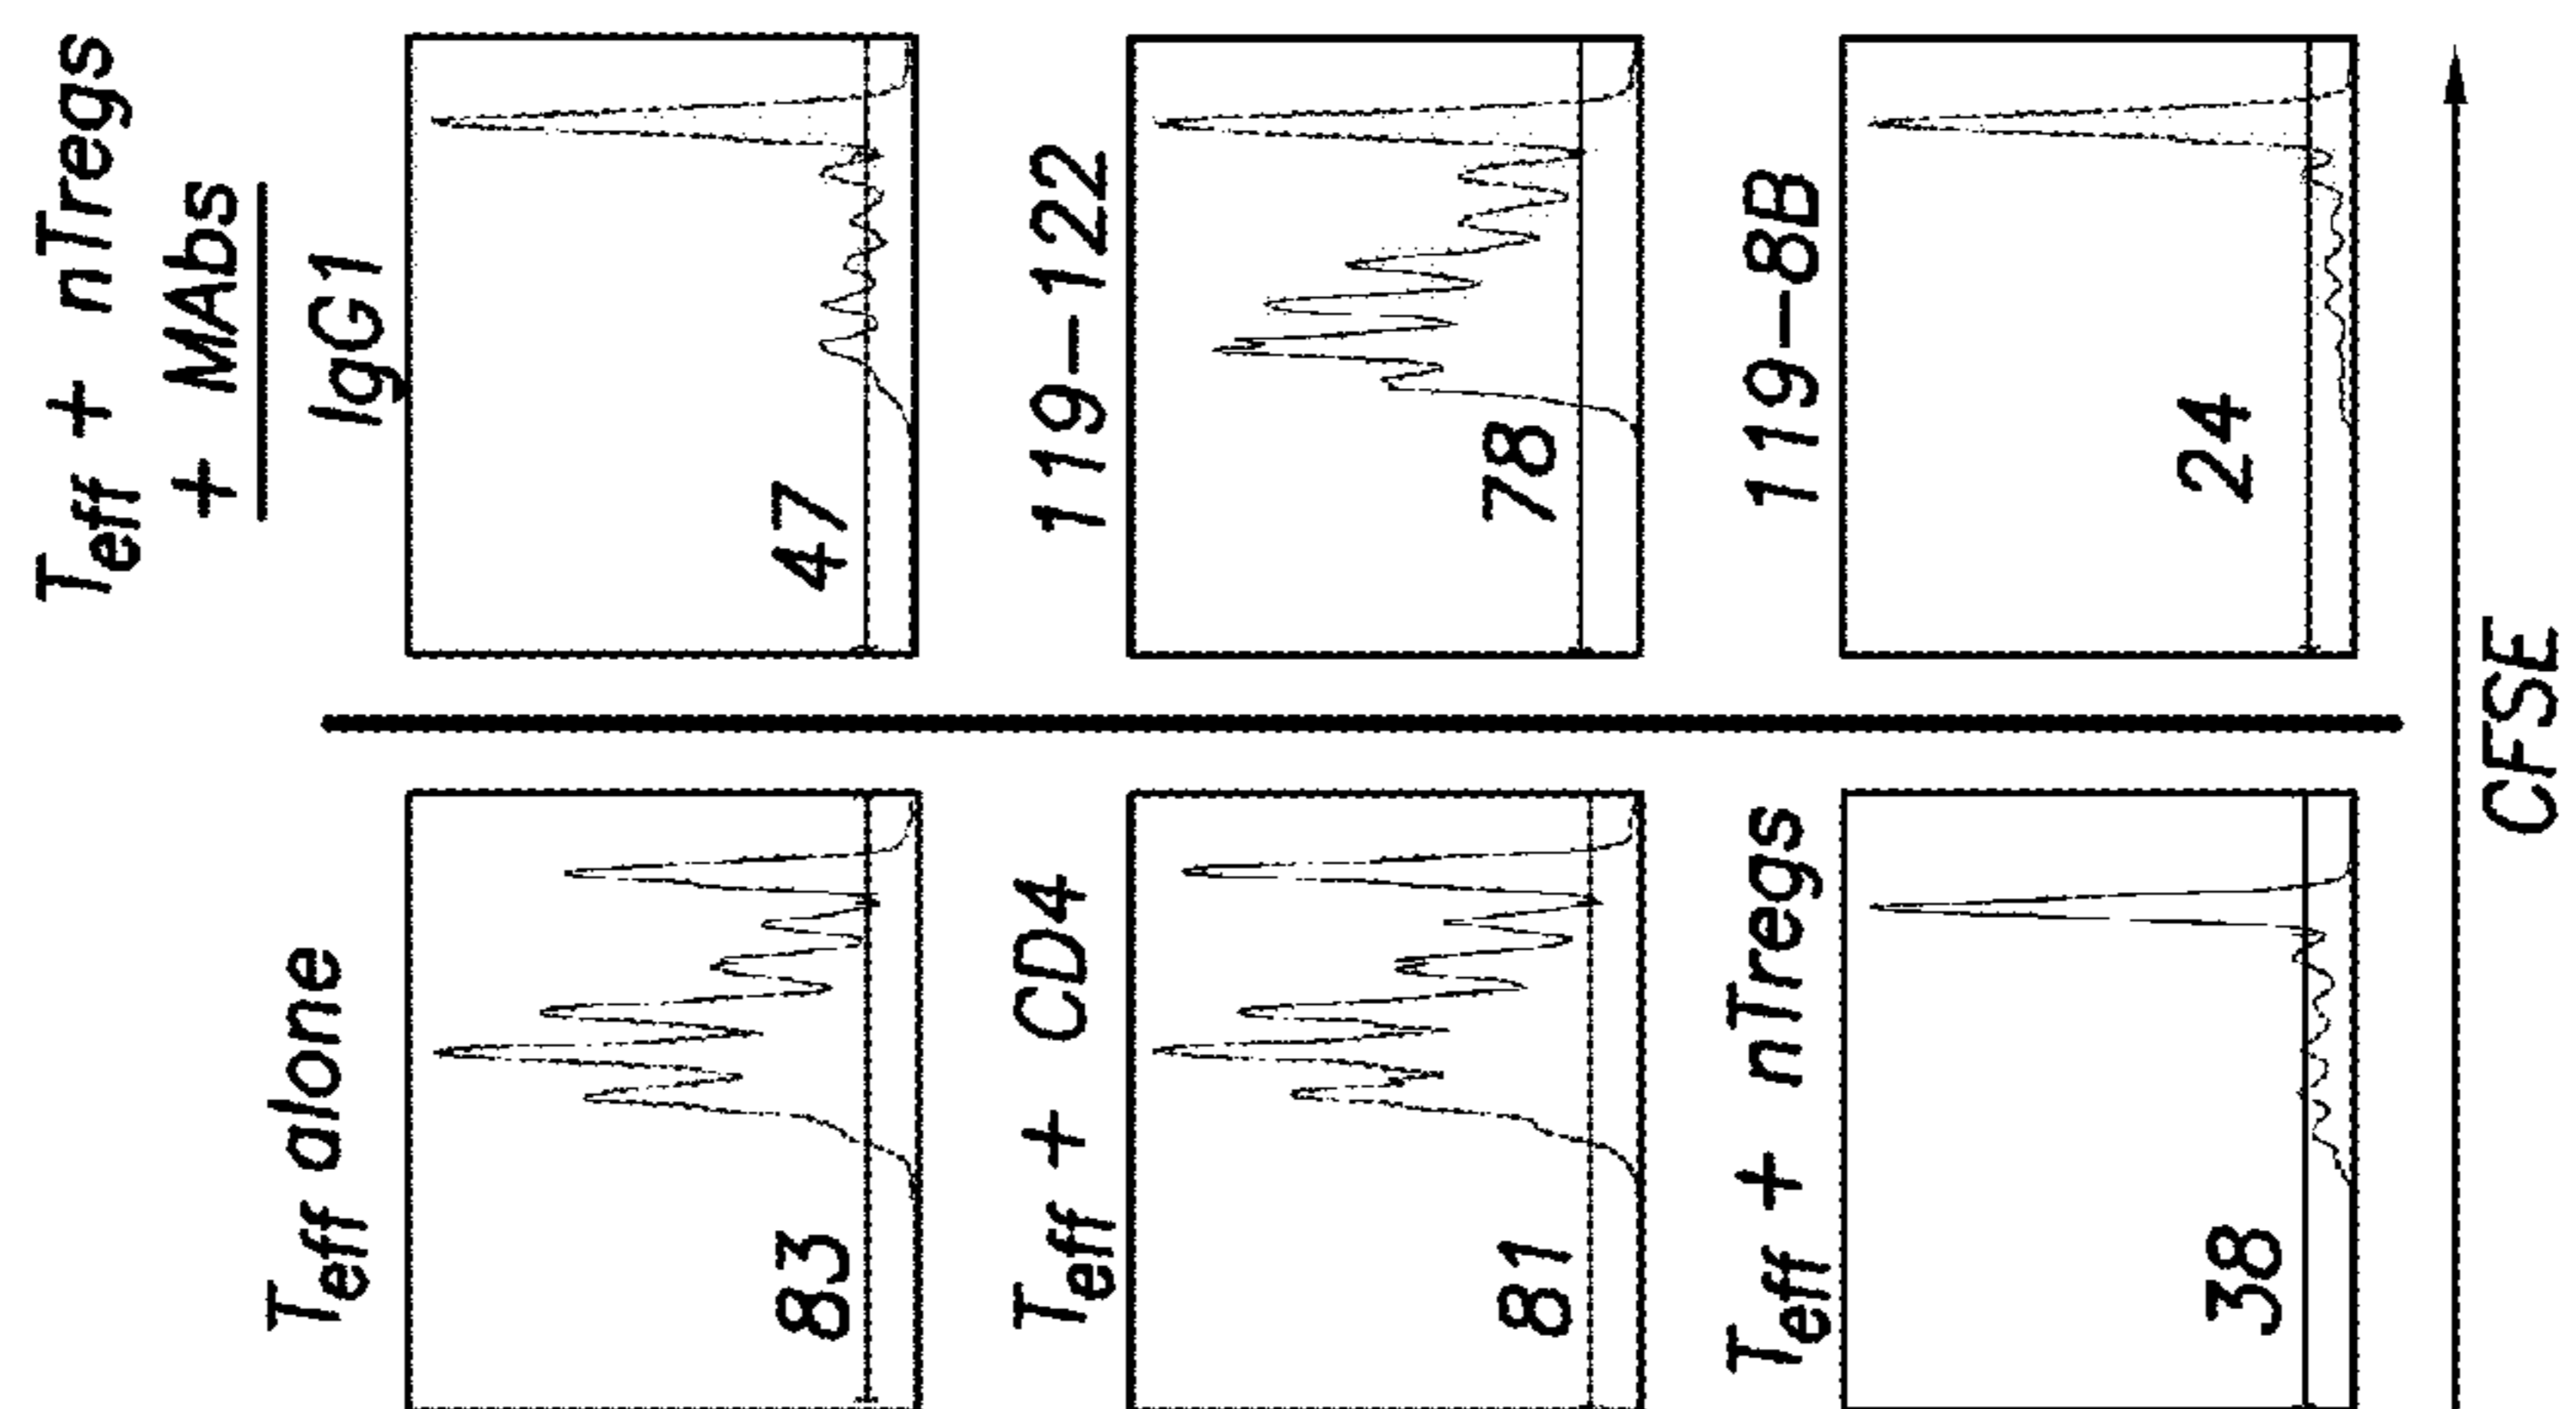 Teff alone
83
Teff + CD4
81
Teff + nTregs
38
Teff + nTregs
+ MAbs
IgG1
47
119-122
78
119-8B
24
CFSE